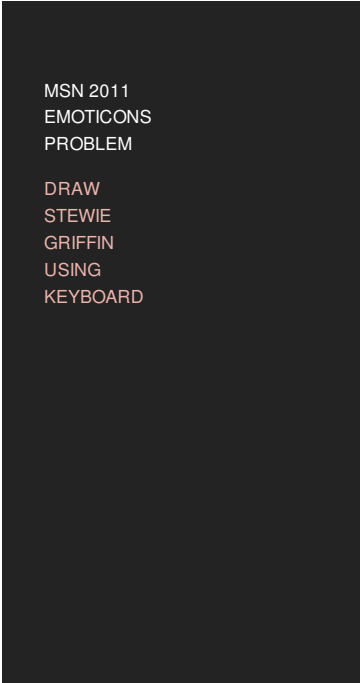 MSN 2011
EMOTICONS
PROBLEM
DRAW
STEWIE
GRIFFIN
USING
KEYBOARD